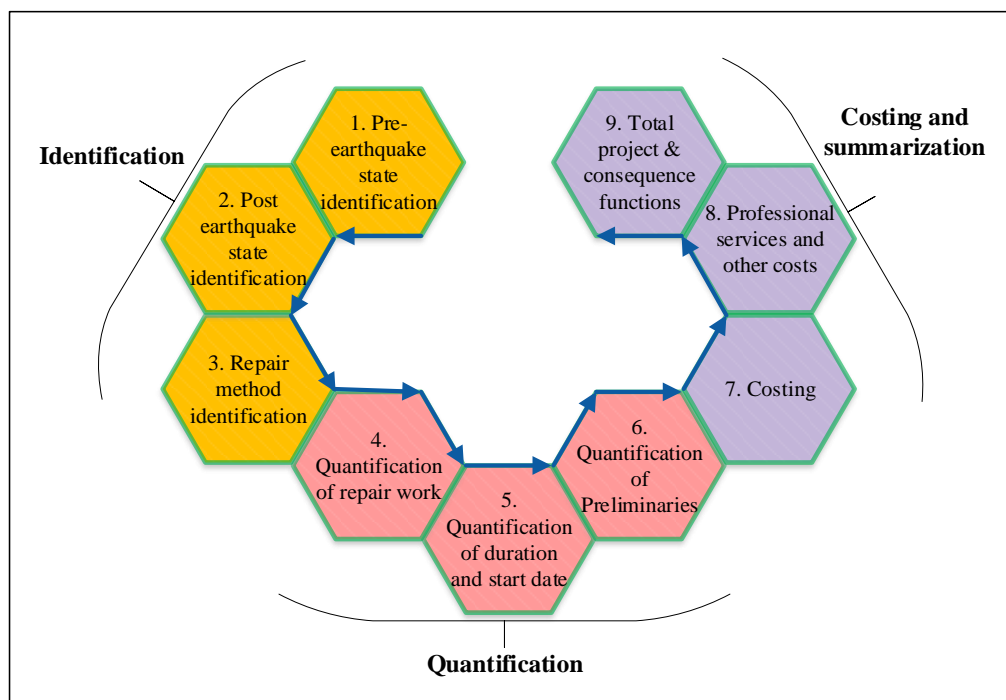 Identification
1. Pre-
earthquake
state
identification
2. Post
earthquake
state
identification
3. Repair
method
identification
4.
Quantification
of repair work
5.
Quantification
of duration
and start date
6.
Quantification
of
Preliminaries
7. Costing
8. Professional
services and
other costs
9. Total
project &
consequence
functions
Costing and
summarization
Quantification